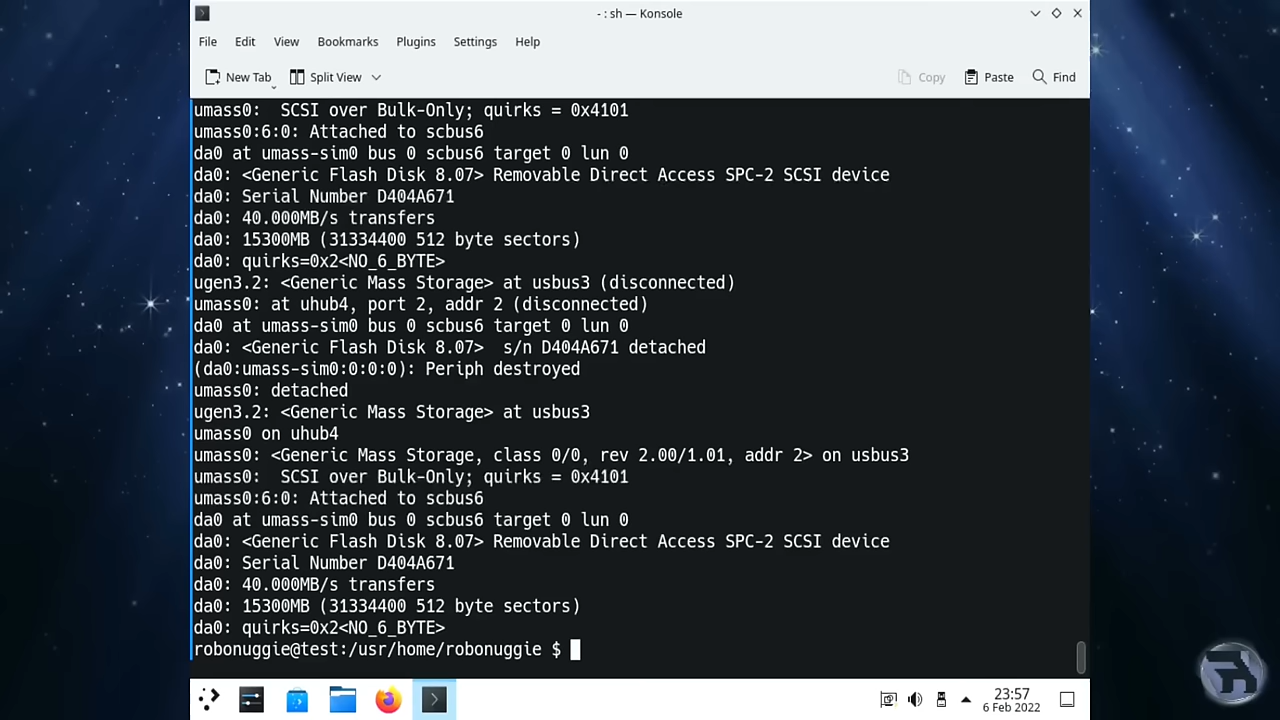 - : sh — Konsole
File Edit View Bookmarks Plugins Settings Help
New Tab Split View Copy Paste Find
umass0:  SCSI over Bulk-Only; quirks = 0x4101
umass0:6:0: Attached to scbus6
da0 at umass-sim0 bus 0 scbus6 target 0 lun 0
da0: <Generic Flash Disk 8.07> Removable Direct Access SPC-2 SCSI device
da0: Serial Number D404A671
da0: 40.000MB/s transfers
da0: 15300MB (31334400 512 byte sectors)
da0: quirks=0x2<NO_6_BYTE>
ugen3.2: <Generic Mass Storage> at usbus3 (disconnected)
umass0: at uhub4, port 2, addr 2 (disconnected)
da0 at umass-sim0 bus 0 scbus6 target 0 lun 0
da0: <Generic Flash Disk 8.07>  s/n D404A671 detached
(da0:umass-sim0:0:0:0): Periph destroyed
umass0: detached
ugen3.2: <Generic Mass Storage> at usbus3
umass0 on uhub4
umass0: <Generic Mass Storage, class 0/0, rev 2.00/1.01, addr 2> on usbus3
umass0:  SCSI over Bulk-Only; quirks = 0x4101
umass0:6:0: Attached to scbus6
da0 at umass-sim0 bus 0 scbus6 target 0 lun 0
da0: <Generic Flash Disk 8.07> Removable Direct Access SPC-2 SCSI device
da0: Serial Number D404A671
da0: 40.000MB/s transfers
da0: 15300MB (31334400 512 byte sectors)
da0: quirks=0x2<NO_6_BYTE>
robonuggie@test:/usr/home/robonuggie $
23:57
6 Feb 2022